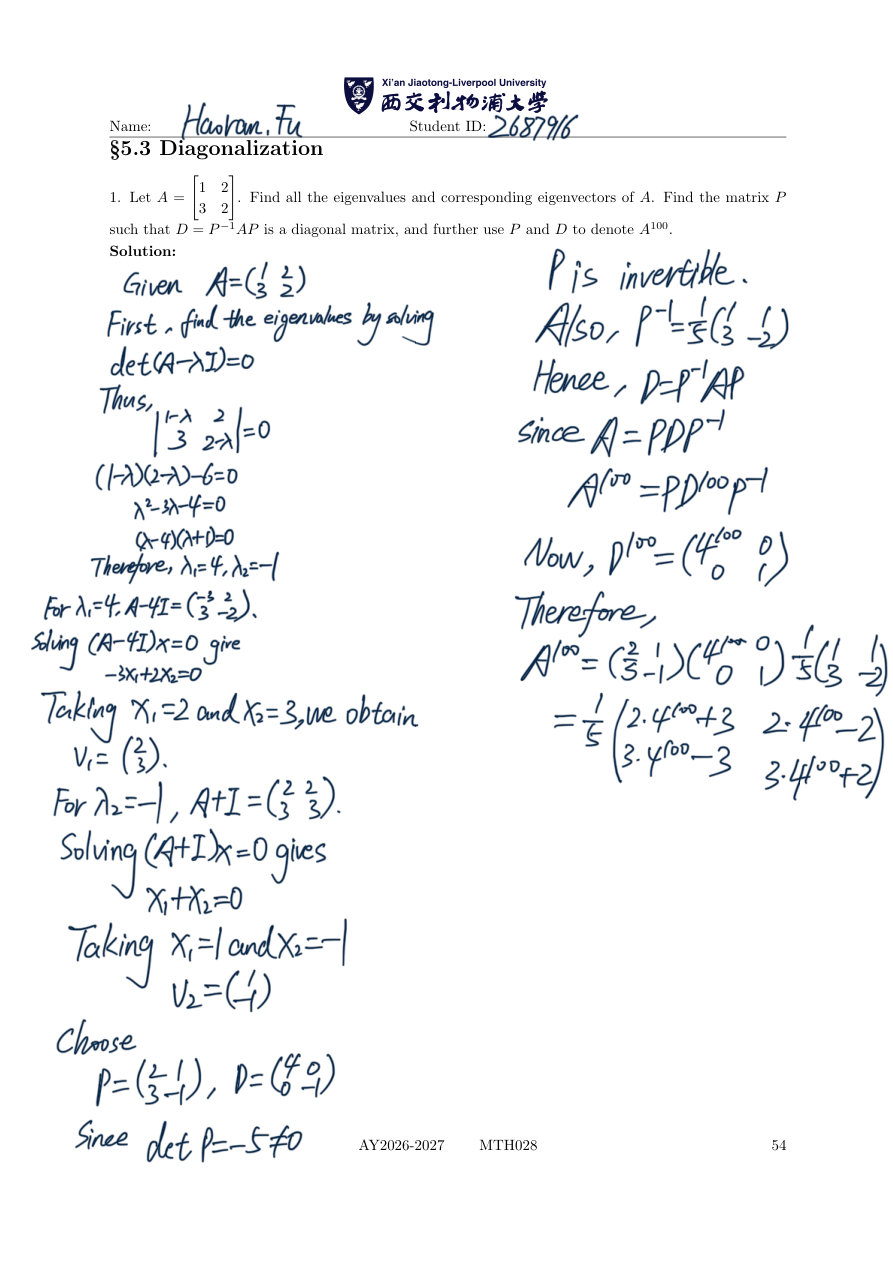 Xi'an Jiaotong-Liverpool University
西交利物浦大学
Name: Haoran, Fu Student ID: 2687916
§5.3 Diagonalization
1. Let A = [1 2; 3 2]. Find all the eigenvalues and corresponding eigenvectors of A. Find the matrix P
such that D = P⁻¹AP is a diagonal matrix, and further use P and D to denote A¹⁰⁰.
Solution:
Given A=(1 2; 3 2)
First, find the eigenvalues by solving
det(A-λI)=0
Thus,
|1-λ 2; 3 2-λ|=0
(1-λ)(2-λ)-6=0
λ²-3λ-4=0
(λ-4)(λ+1)=0
Therefore, λ₁=4, λ₂=-1
For λ₁=4, A-4I=(-3 2; 3 -2).
Solving (A-4I)x=0 give
-3x₁+2x₂=0
Taking x₁=2 and x₂=3, we obtain
v₁=(2; 3).
For λ₂=-1, A+I=(2 2; 3 3).
Solving (A+I)x=0 gives
x₁+x₂=0
Taking x₁=1 and x₂=-1
v₂=(1; -1)
Choose
P=(2 1; 3 -1), D=(4 0; 0 -1)
Since det P=-5≠0
P is invertible.
Also, P⁻¹=1/5(1 1; 3 -2)
Hence, D=P⁻¹AP
since A=PDP⁻¹
A¹⁰⁰=PD¹⁰⁰P⁻¹
Now, D¹⁰⁰=(4¹⁰⁰ 0; 0 1)
Therefore,
A¹⁰⁰=(2 1; 3 -1)(4¹⁰⁰ 0; 0 1)1/5(1 1; 3 -2)
=1/5(2·4¹⁰⁰+3 2·4¹⁰⁰-2; 3·4¹⁰⁰-3 3·4¹⁰⁰+2)
AY2026-2027 MTH028 54